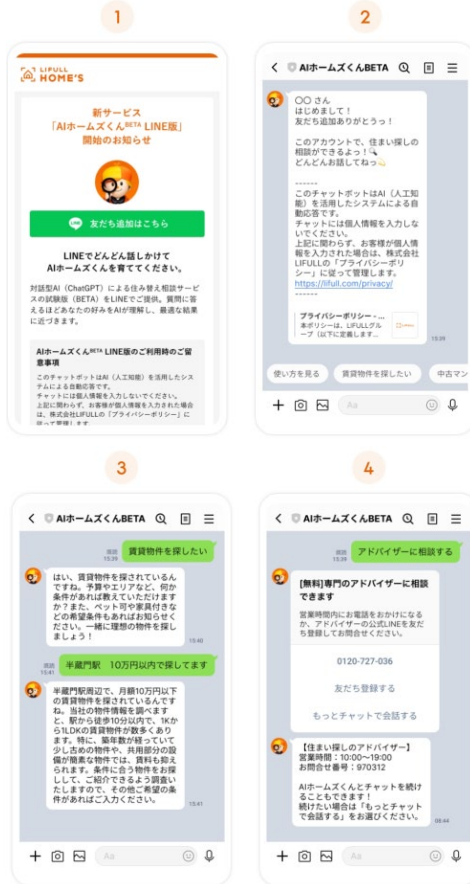 1
LIFULL
HOME'S
新サービス
「AIホームズくんBETA LINE版」
開始のお知らせ
LINE 友だち追加はこちら
LINEでどんどん話しかけて
AIホームズくんを育ててください。
対話型AI（ChatGPT）による住み替え相談サービ
スの試験版（BETA）をLINEでご提供。質問に答
えるほどあなたの好みをAIが理解し、最適な結果
に近づきます。
AIホームズくんBETA LINE版のご利用時のご留
意事項
このチャットボットはAI（人工知能）を活用したシス
テムによる自動応答です。
チャットには個人情報を入力しないでください。
上記に関わらず、お客様が個人情報を入力された場合
は、株式会社LIFULLの「プライバシーポリシー」に
従って管理します。
2
AIホームズくんBETA
○○ さん
はじめまして！
友だち追加ありがとうっ！
このアカウントで、住まい探しの
相談ができるよっ！
どんどんお話してねっ
------
このチャットボットはAI（人工知
能）を活用したシステムによる自
動応答です。
チャットには個人情報を入力しな
いでください。
上記に関わらず、お客様が個人情
報を入力された場合は、株式会社
LIFULLの「プライバシーポリ
シー」に従って管理します。
https://lifull.com/privacy/
------
プライバシーポリシー - ...
本ポリシーは、LIFULLグル
ープ（以下に定義します...
15:39
使い方を見る
賃貸物件を探したい
中古マン
Aa
3
AIホームズくんBETA
既読
15:39
賃貸物件を探したい
はい、賃貸物件を探されているん
ですね。予算やエリアなど、何か
条件があれば教えていただけます
か？また、ペット可や家具付きな
どの希望条件もあればお知らせく
ださい。一緒に理想の物件を探し
ましょう！
15:40
既読
15:41
半蔵門駅 10万円以内で探してます
半蔵門駅周辺で、月額10万円以下
の賃貸物件を探されているんです
ね。当社の物件情報を調べます
と、駅から徒歩10分以内で、1Kか
ら1LDKの賃貸物件が数多くあり
ます。特に、築年数が経っていて
少し古めの物件や、共用部分の設
備が簡素な物件では、賃料も抑え
られます。条件に合う物件をお探
しして、ご紹介できるよう調査い
たしますので、その他ご希望の条
件があればご入力ください。
15:41
Aa
4
AIホームズくんBETA
既読
15:39
アドバイザーに相談する
[無料]専門のアドバイザーに相談
できます
営業時間内にお電話をおかけになる
か、アドバイザーの公式LINEを友だ
ち登録してお問合せください。
0120-727-036
友だち登録する
もっとチャットで会話する
【住まい探しのアドバイザー】
営業時間：10:00〜19:00
お問合せ番号：970312
AIホームズくんとチャットを続け
ることもできます！
続けたい場合は「もっとチャット
で会話する」をお選びください。
08:44
Aa